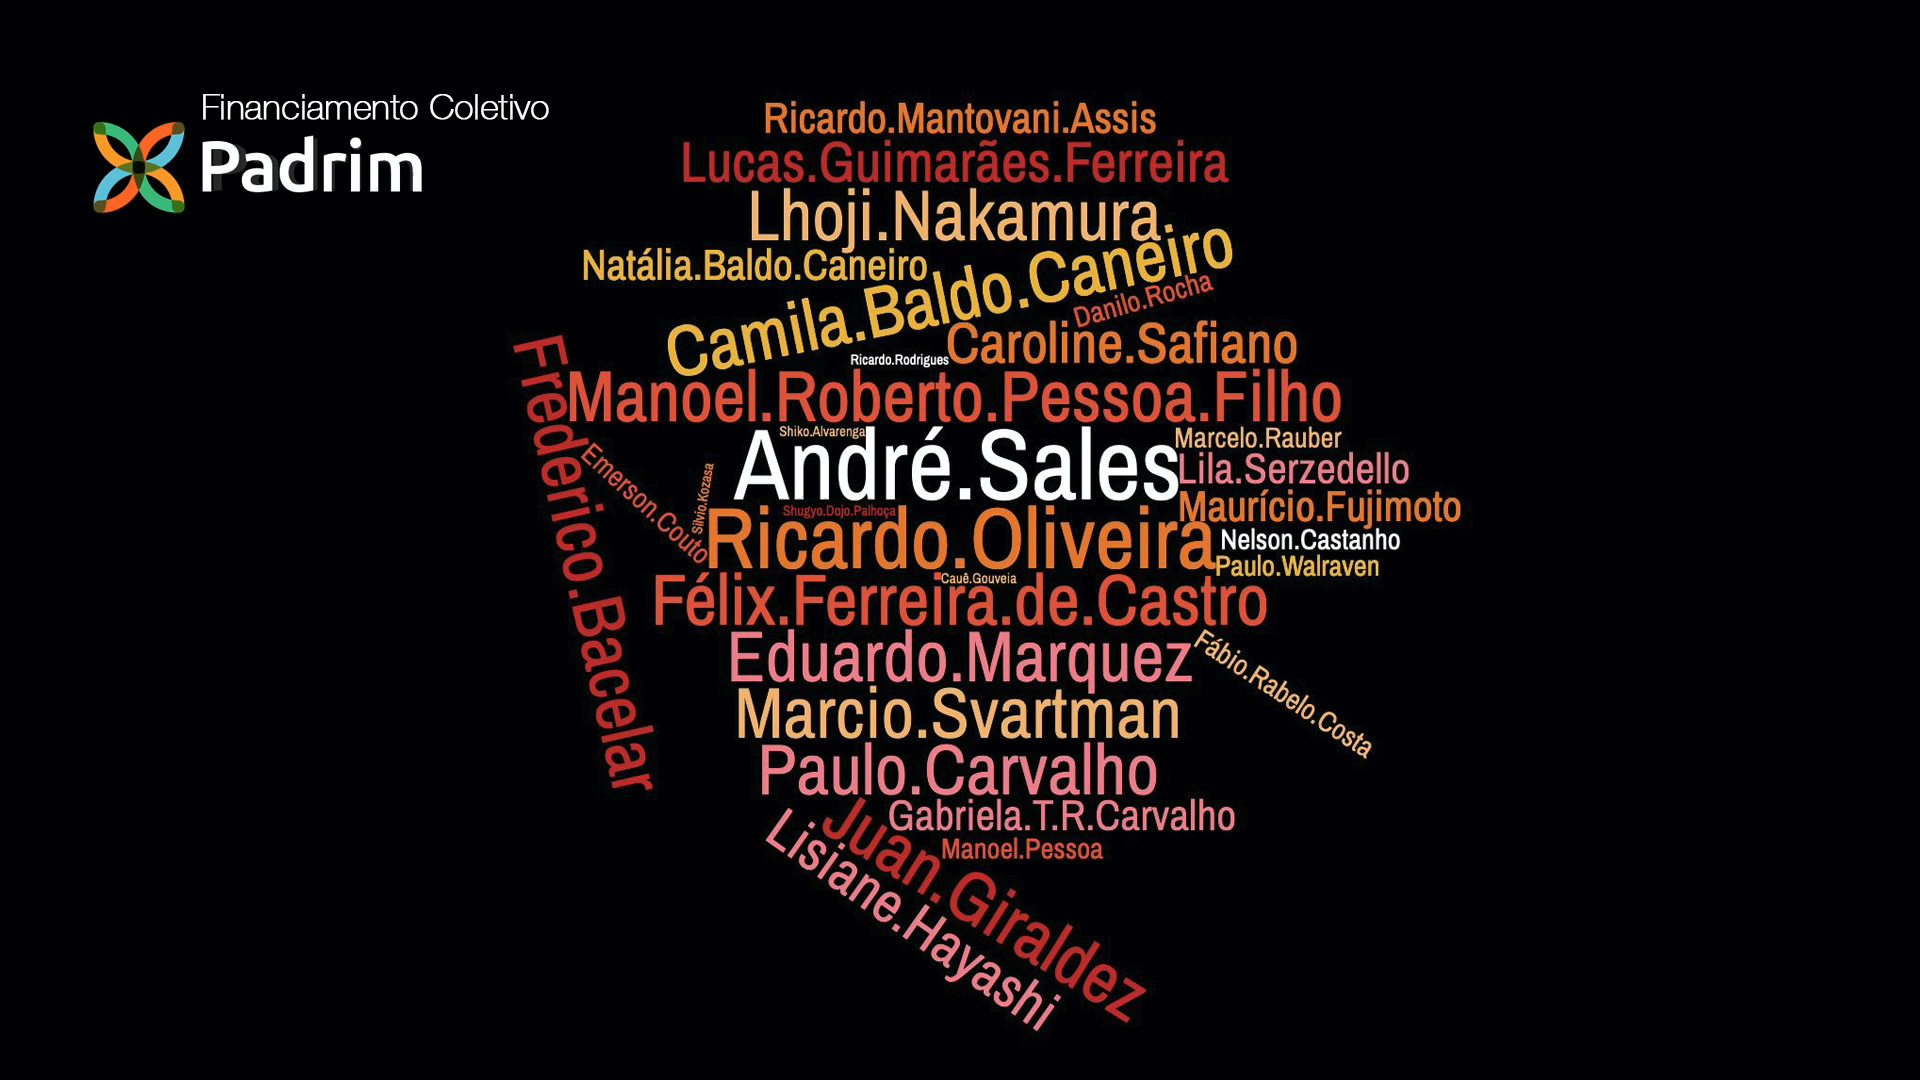 Financiamento Coletivo
Padrim
Ricardo.Mantovani.Assis
Lucas.Guimarães.Ferreira
Lhoji.Nakamura
Natália.Baldo.Caneiro
Camila.Baldo.Caneiro
Danilo.Rocha
Caroline.Safiano
Ricardo.Rodrigues
Frederico.Bacelar
Manoel.Roberto.Pessoa.Filho
Shiko.Alvarenga
André.Sales
Marcelo.Rauber
Lila.Serzedello
Emerson.Couto
Silvio.Kozasa
Maurício.Fujimoto
Shugyo.Dojo.Palhoça
Ricardo.Oliveira
Nelson.Castanho
Paulo.Walraven
Cauê.Gouveia
Félix.Ferreira.de.Castro
Eduardo.Marquez
Fábio.Rabelo.Costa
Marcio.Svartman
Paulo.Carvalho
Gabriela.T.R.Carvalho
Manoel.Pessoa
Juan.Giraldez
Lisiane.Hayashi